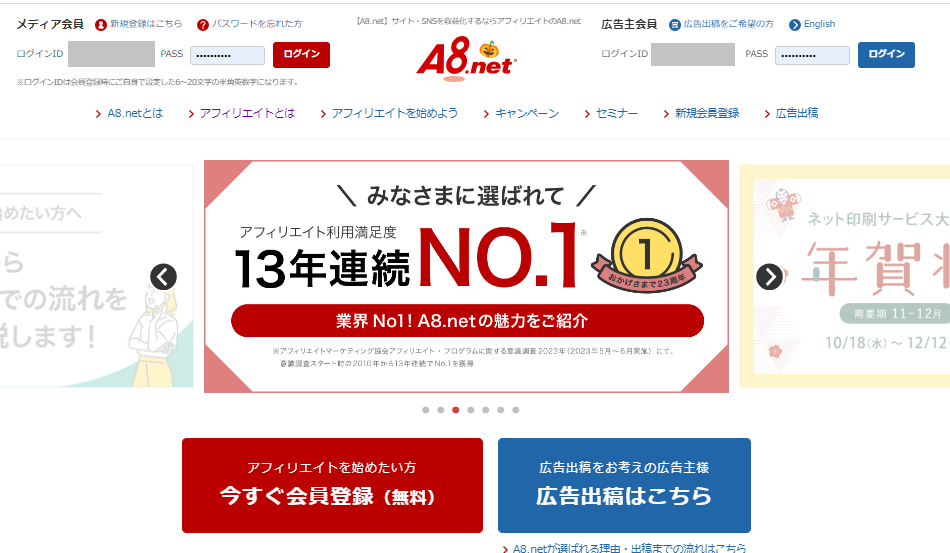 メディア会員 新規登録はこちら ? パスワードを忘れた方
【A8.net】サイト・SNSを収益化するならアフィリエイトのA8.net
広告主会員 広告出稿をご希望の方 English
ログインID PASS •••••••••• ログイン
A8.net
ログインID PASS •••••••••• ログイン
※ログインIDは会員登録時にご自身で設定した6～20文字の半角英数字になります。
A8.netとは アフィリエイトとは アフィリエイトを始めよう キャンペーン セミナー 新規会員登録 広告出稿
始めたい方へ
ら
での流れを
説します！
みなさまに選ばれて
アフィリエイト利用満足度
13年連続 NO.1※
1
おかげさまで23周年
業界No1！A8.netの魅力をご紹介
※アフィリエイトマーケティング協会アフィリエイト・プログラムに関する意識調査2023年（2023年5月～6月実施）にて、
意識調査スタート時の2010年から13年連続でNo.1を獲得
ネット印刷サービス大
年賀状
需要期 11-12月
10/18(水)～12/12
アフィリエイトを始めたい方
今すぐ会員登録（無料）
広告出稿をお考えの広告主様
広告出稿はこちら
A8.netが選ばれる理由・出稿までの流れはこちら